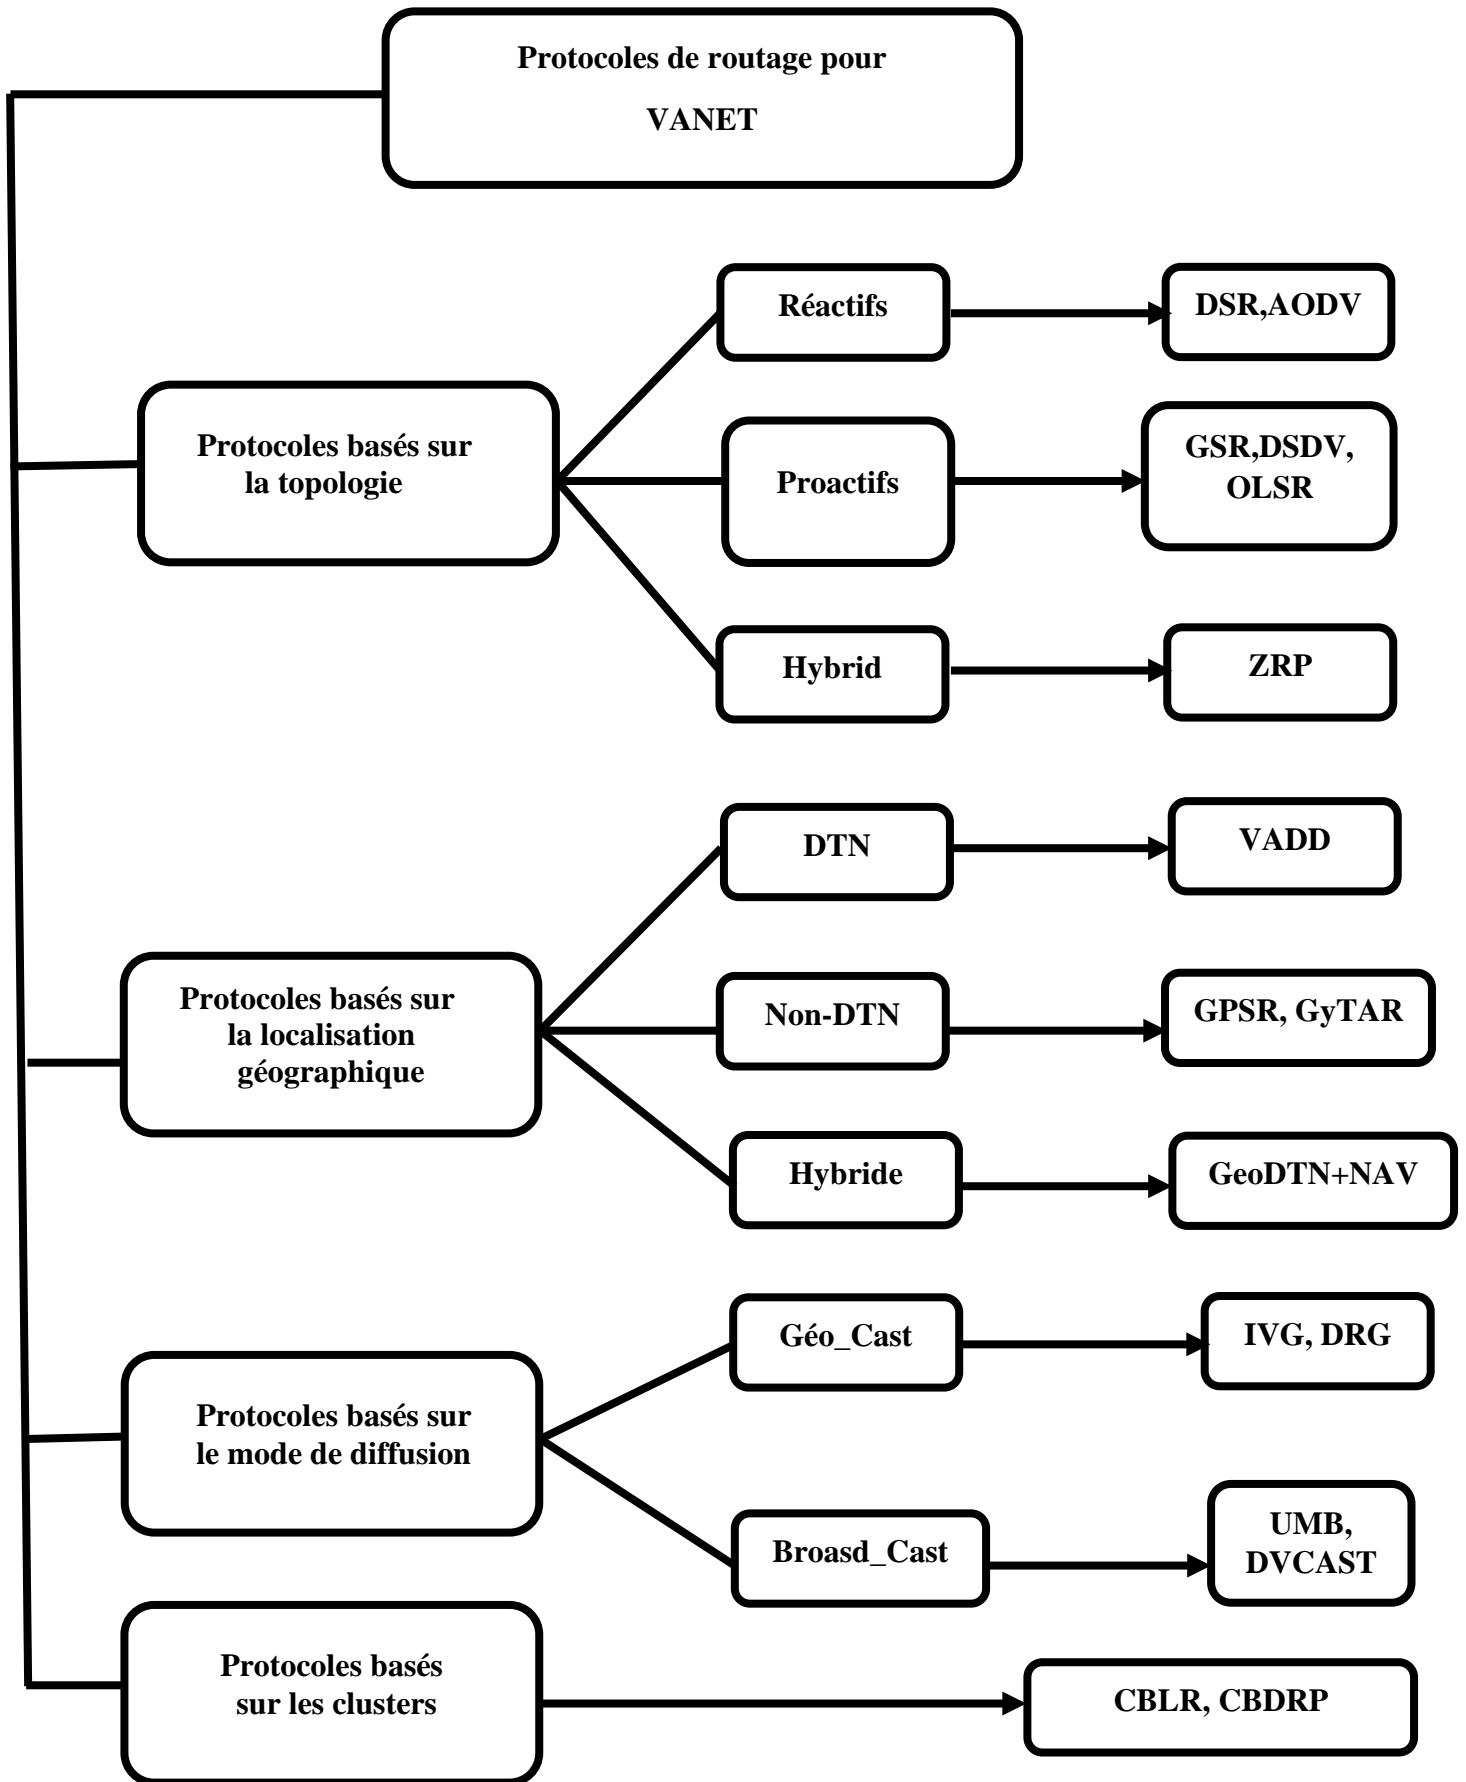 Protocoles de routage pour
VANET
Réactifs
DSR,AODV
Protocoles basés sur
la topologie
Proactifs
GSR,DSDV,
OLSR
Hybrid
ZRP
DTN
VADD
Protocoles basés sur
la localisation
géographique
Non-DTN
GPSR, GyTAR
Hybride
GeoDTN+NAV
Géo_Cast
IVG, DRG
Protocoles basés sur
le mode de diffusion
Broasd_Cast
UMB,
DVCAST
Protocoles basés
sur les clusters
CBLR, CBDRP